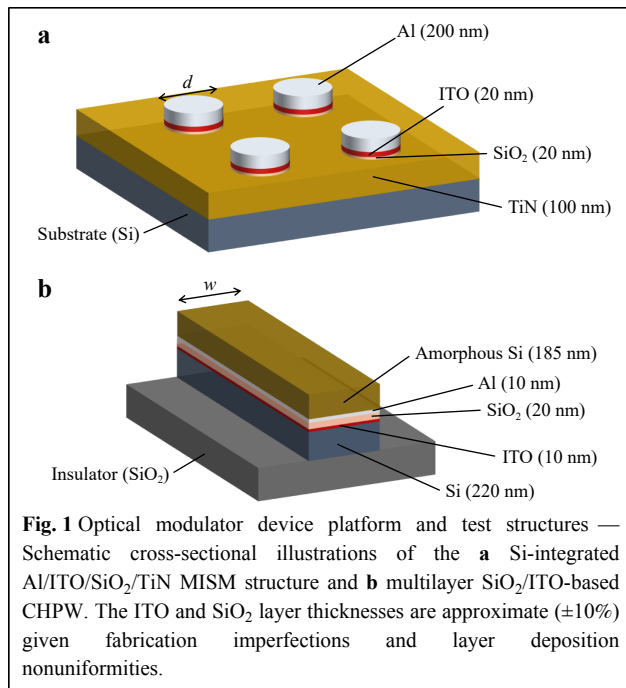 a
Al (200 nm)
d
ITO (20 nm)
SiO₂ (20 nm)
TiN (100 nm)
Substrate (Si)
b
w
Amorphous Si (185 nm)
Al (10 nm)
SiO₂ (20 nm)
ITO (10 nm)
Insulator (SiO₂)
Si (220 nm)
Fig. 1 Optical modulator device platform and test structures —
Schematic cross-sectional illustrations of the a Si-integrated
Al/ITO/SiO₂/TiN MISM structure and b multilayer SiO₂/ITO-based
CHPW. The ITO and SiO₂ layer thicknesses are approximate (±10%)
given fabrication imperfections and layer deposition
nonuniformities.